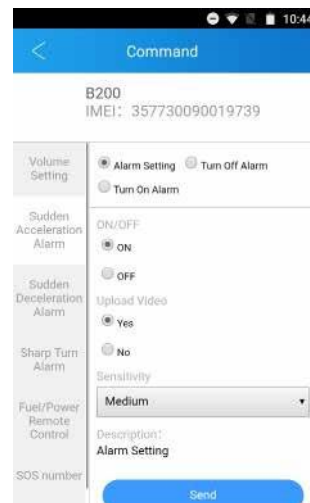 10:44
Command
B200
IMEI: 357730090019739
Volume
Setting
Sudden
Acceleration
Alarm
Sudden
Deceleration
Alarm
Sharp Turn
Alarm
Fuel/Power
Remote
Control
SOS number
Alarm Setting Turn Off Alarm
Turn On Alarm
ON/OFF
ON
OFF
Upload Video
Yes
No
Sensitivity
Medium
Description:
Alarm Setting
Send